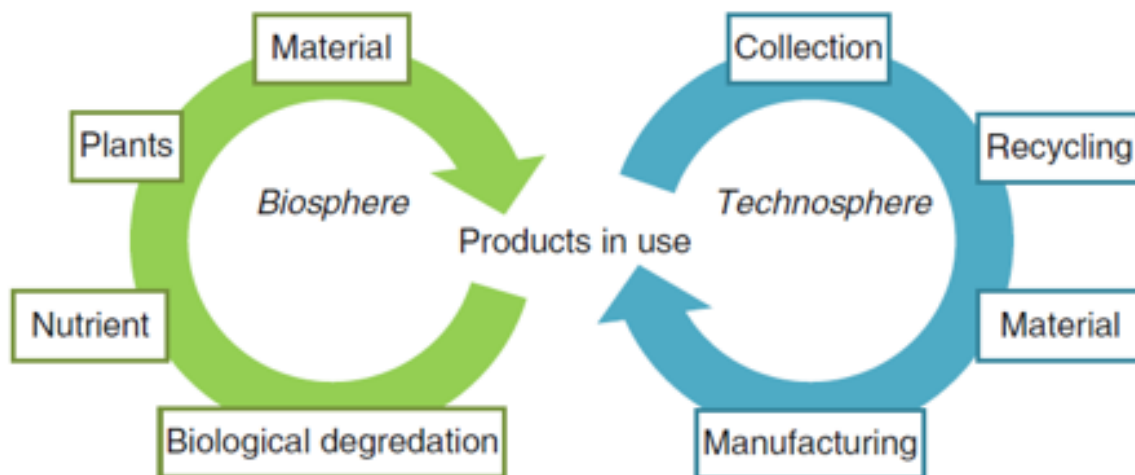 Material
Collection
Plants
Recycling
Biosphere
Technosphere
Products in use
Nutrient
Material
Biological degredation
Manufacturing